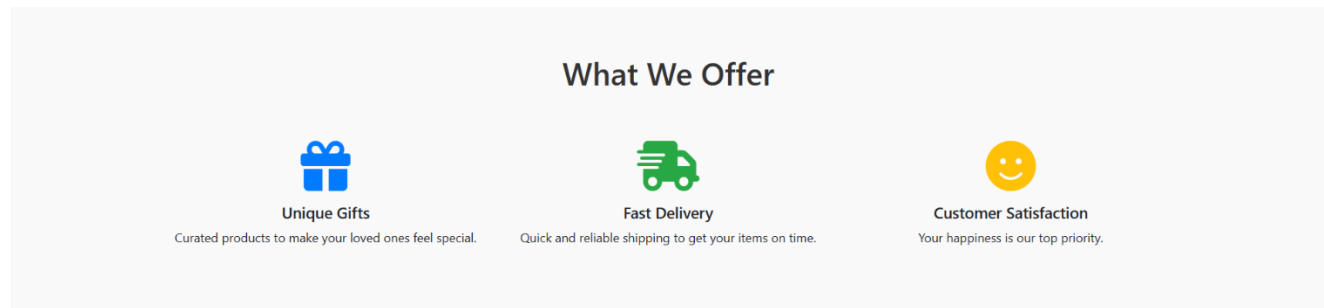 What We Offer
Unique Gifts
Curated products to make your loved ones feel special.
Fast Delivery
Quick and reliable shipping to get your items on time.
Customer Satisfaction
Your happiness is our top priority.